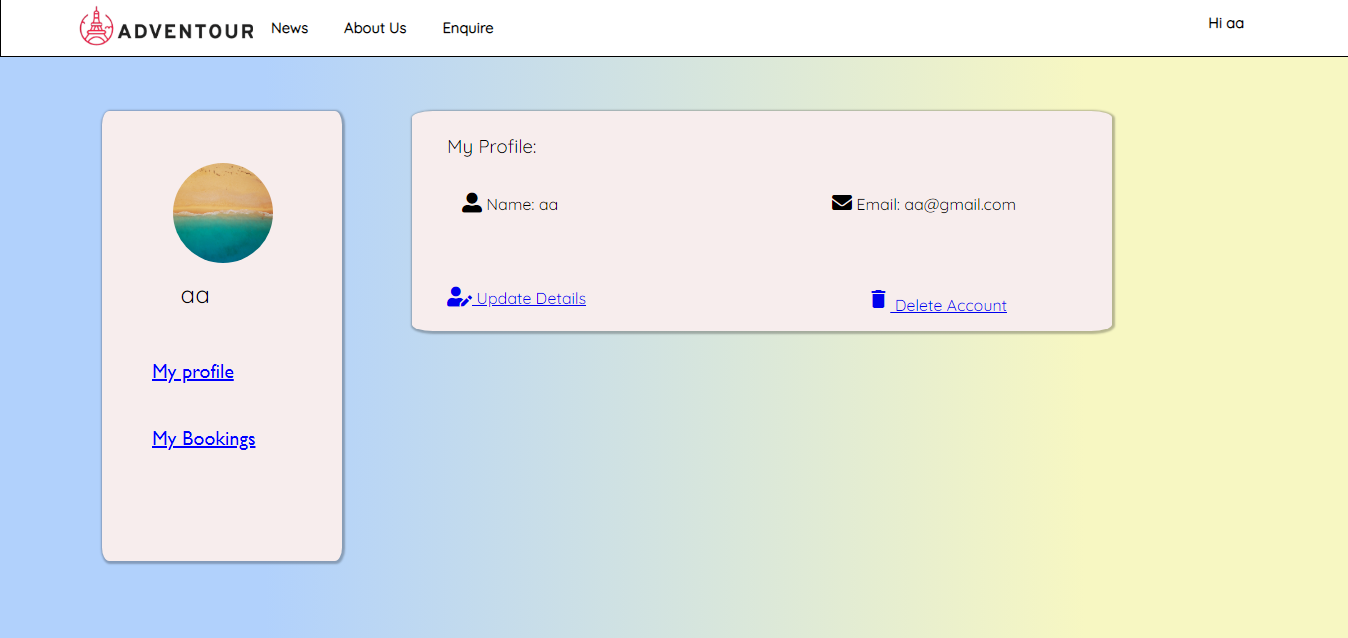 ADVENTOUR News About Us Enquire Hi aa
aa
My profile
My Bookings
My Profile:
Name: aa Email: aa@gmail.com
Update Details Delete Account